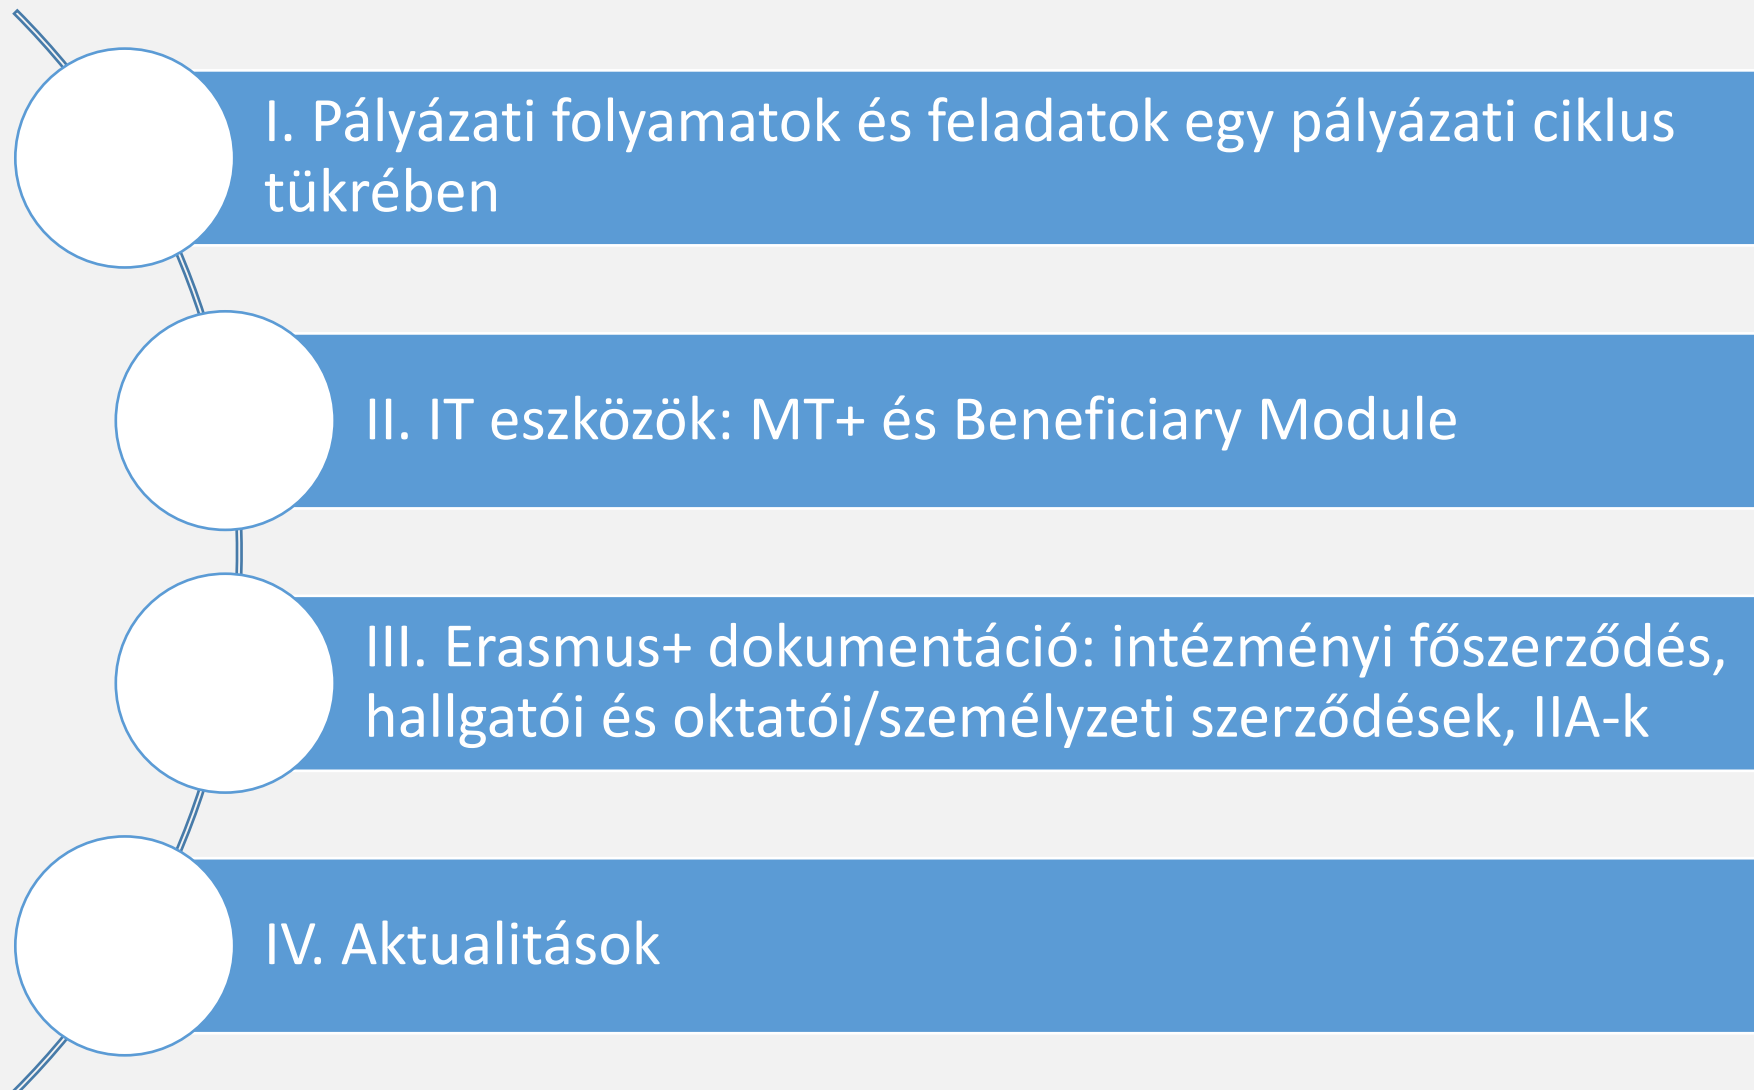 I. Pályázati folyamatok és feladatok egy pályázati ciklus
tükrében
II. IT eszközök: MT+ és Beneficiary Module
III. Erasmus+ dokumentáció: intézményi főszerződés,
hallgatói és oktatói/személyzeti szerződések, IIA-k
IV. Aktualitások